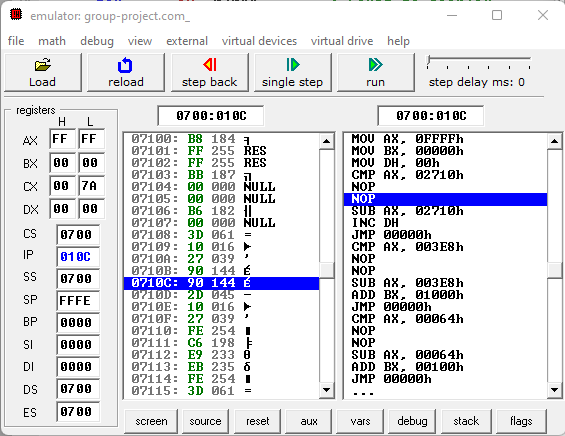 emulator: group-project.com_
file math debug view external virtual devices virtual drive help
Load reload step back single step run step delay ms: 0
registers
H L
AX FF FF
BX 00 00
CX 00 7A
DX 00 00
CS 0700
IP 010C
SS 0700
SP FFFE
BP 0000
SI 0000
DI 0000
DS 0700
ES 0700
0700:010C
07100: B8 184 ╕
07101: FF 255 RES
07102: FF 255 RES
07103: BB 187 ╗
07104: 00 000 NULL
07105: 00 000 NULL
07106: B6 182 ╢
07107: 00 000 NULL
07108: 3D 061 =
07109: 10 016 ►
0710A: 27 039 '
0710B: 90 144 É
0710C: 90 144 É
0710D: 2D 045 -
0710E: 10 016 ►
0710F: 27 039 '
07110: FE 254 ■
07111: C6 198 ╞
07112: E9 233 θ
07113: EB 235 δ
07114: FE 254 ■
07115: 3D 061 =
0700:010C
MOV AX, 0FFFFh
MOV BX, 00000h
MOV DH, 00h
CMP AX, 02710h
NOP
NOP
SUB AX, 02710h
INC DH
JMP 00000h
CMP AX, 003E8h
NOP
NOP
SUB AX, 003E8h
ADD BX, 01000h
JMP 00000h
CMP AX, 00064h
NOP
NOP
SUB AX, 00064h
ADD BX, 00100h
JMP 00000h
...
screen source reset aux vars debug stack flags